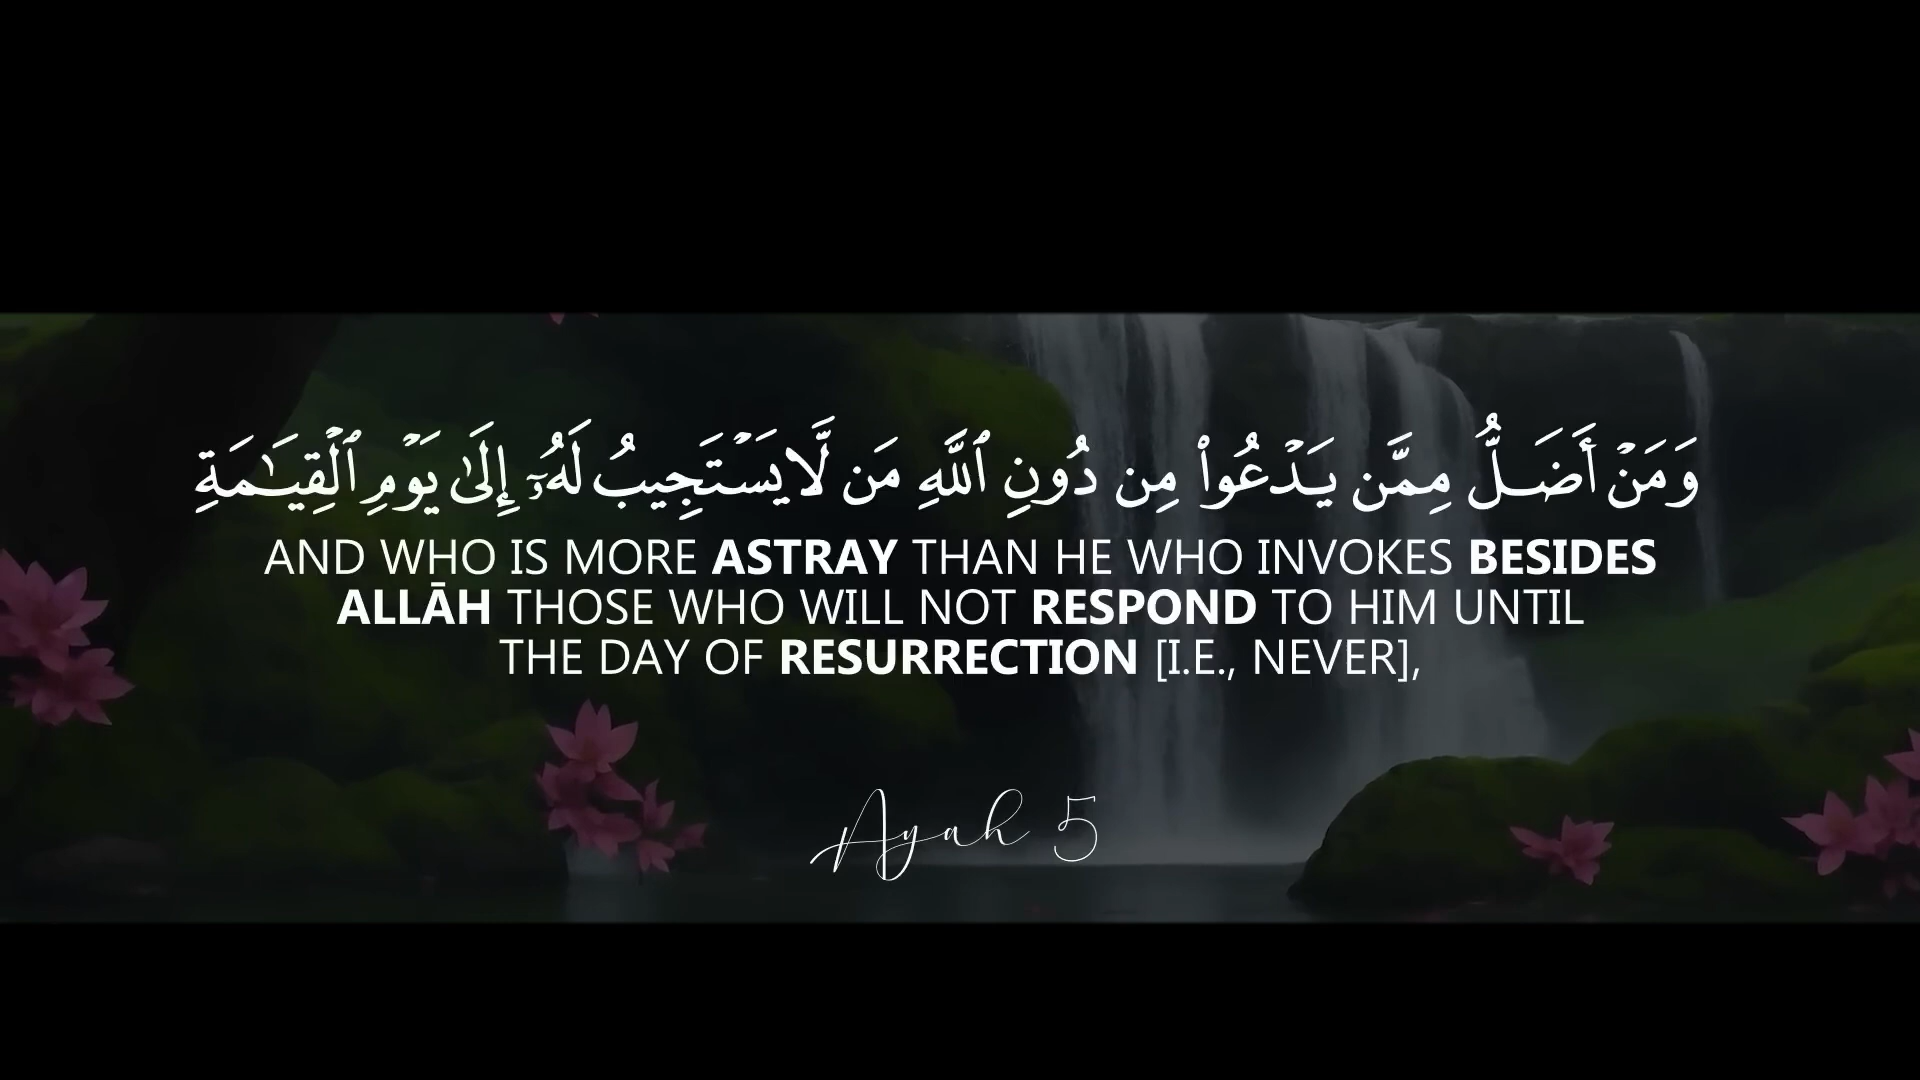 وَمَنْ أَضَلُّ مِمَّن يَدْعُوا۟ مِن دُونِ ٱللَّهِ مَن لَّا يَسْتَجِيبُ لَهُۥٓ إِلَىٰ يَوْمِ ٱلْقِيَـٰمَةِ
AND WHO IS MORE ASTRAY THAN HE WHO INVOKES BESIDES
ALLĀH THOSE WHO WILL NOT RESPOND TO HIM UNTIL
THE DAY OF RESURRECTION [I.E., NEVER],
Ayah 5